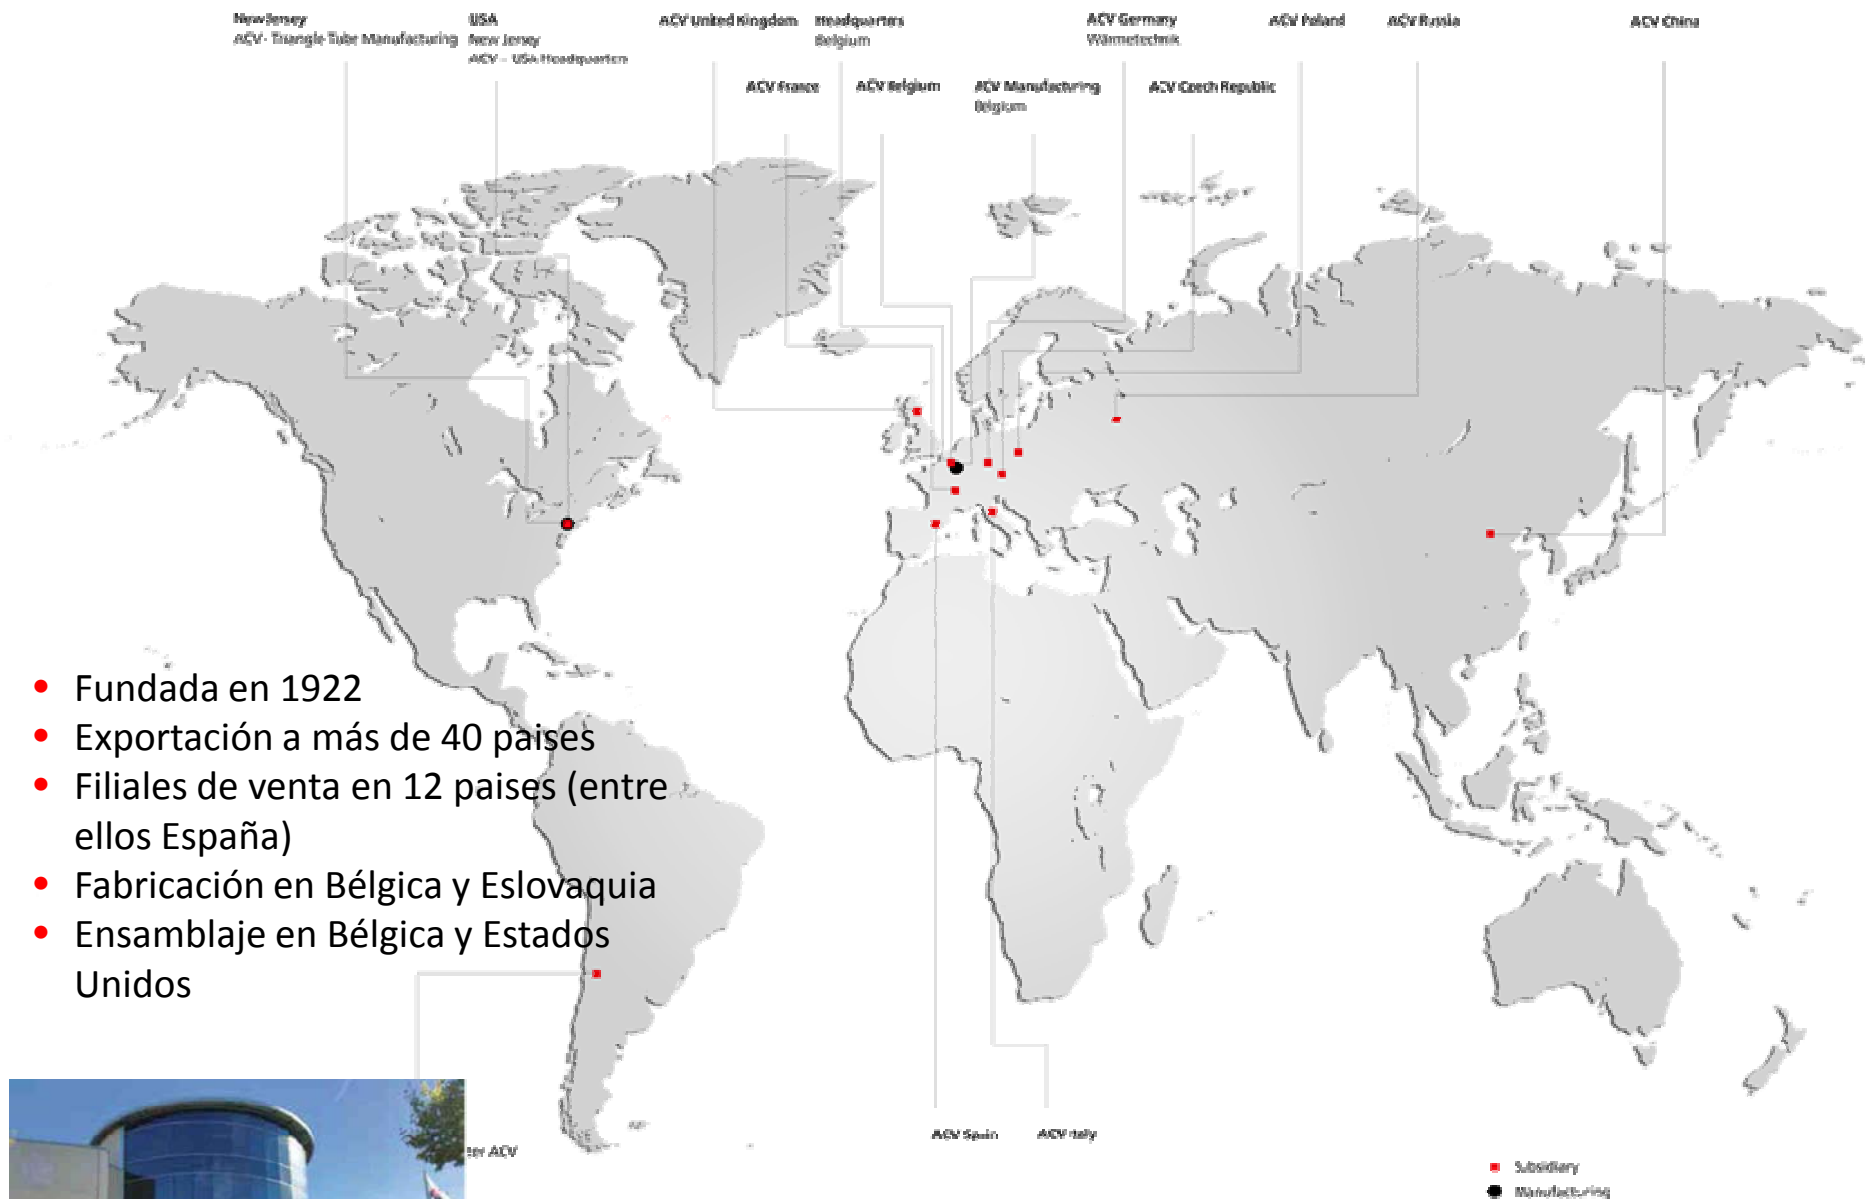 New Jersey
ACV - Triangle Tube Manufacturing
USA
New Jersey
ACV - USA Headquarters
ACV United Kingdom
Headquarters
Belgium
ACV Germany
Wärmetechnik
ACV Poland
ACV Russia
ACV China
ACV France
ACV Belgium
ACV Manufacturing
Belgium
ACV Czech Republic
• Fundada en 1922
• Exportación a más de 40 paises
• Filiales de venta en 12 paises (entre
ellos España)
• Fabricación en Bélgica y Eslovaquia
• Ensamblaje en Bélgica y Estados
Unidos
ter ACV
ACV Spain
ACV Italy
Subsidiary
Manufacturing